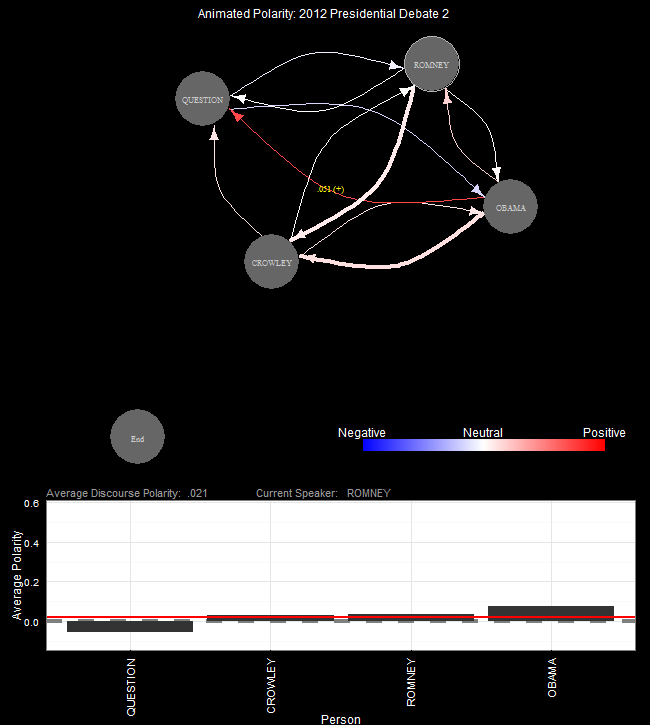 Animated Polarity: 2012 Presidential Debate 2
ROMNEY
QUESTION
.051 (+)
OBAMA
CROWLEY
End
Negative Neutral Positive
Average Discourse Polarity: .021 Current Speaker: ROMNEY
0.6
0.4
0.2
0.0
Average Polarity
QUESTION
CROWLEY
ROMNEY
OBAMA
Person